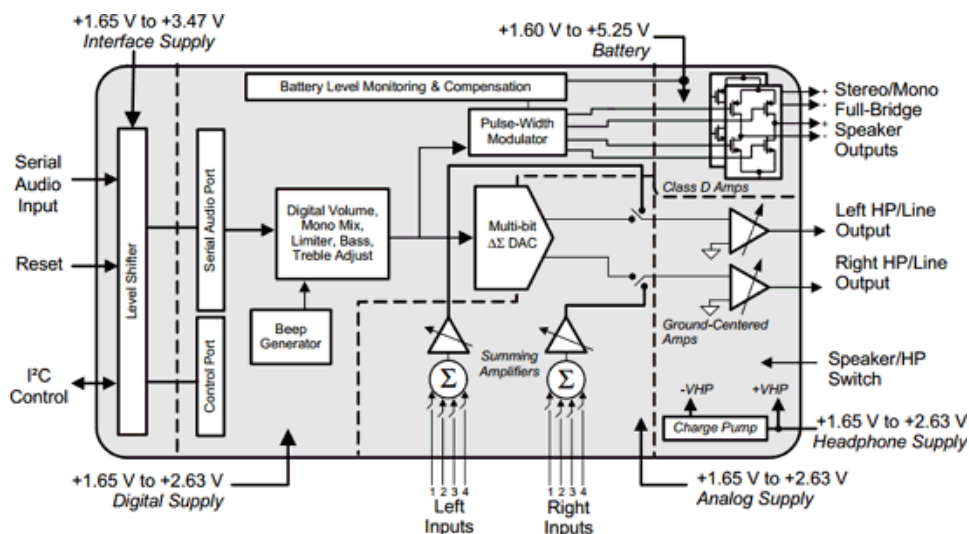 +1.65 V to +3.47 V
Interface Supply
+1.60 V to +5.25 V
Battery
Battery Level Monitoring & Compensation
Stereo/Mono
Full-Bridge
Speaker
Outputs
+
-
+
-
Pulse-Width
Modulator
Class D Amps
Serial
Audio
Input
Reset
I²C
Control
Level Shifter
Serial Audio Port
Control Port
Digital Volume,
Mono Mix,
Limiter, Bass,
Treble Adjust
Beep
Generator
Multi-bit
ΔΣ DAC
Left HP/Line
Output
Right HP/Line
Output
Ground-Centered
Amps
Summing
Amplifiers
Σ
Σ
Speaker/HP
Switch
-VHP
+VHP
Charge Pump
+1.65 V to +2.63 V
Headphone Supply
+1.65 V to +2.63 V
Digital Supply
1 2 3 4
Left
Inputs
1 2 3 4
Right
Inputs
+1.65 V to +2.63 V
Analog Supply